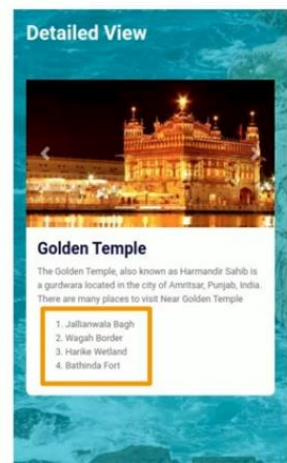 Detailed View
Golden Temple
The Golden Temple, also known as Harmandir Sahib is
a gurdwara located in the city of Amritsar, Punjab, India.
There are many places to visit Near Golden Temple
1. Jallianwala Bagh
2. Wagah Border
3. Harike Wetland
4. Bathinda Fort